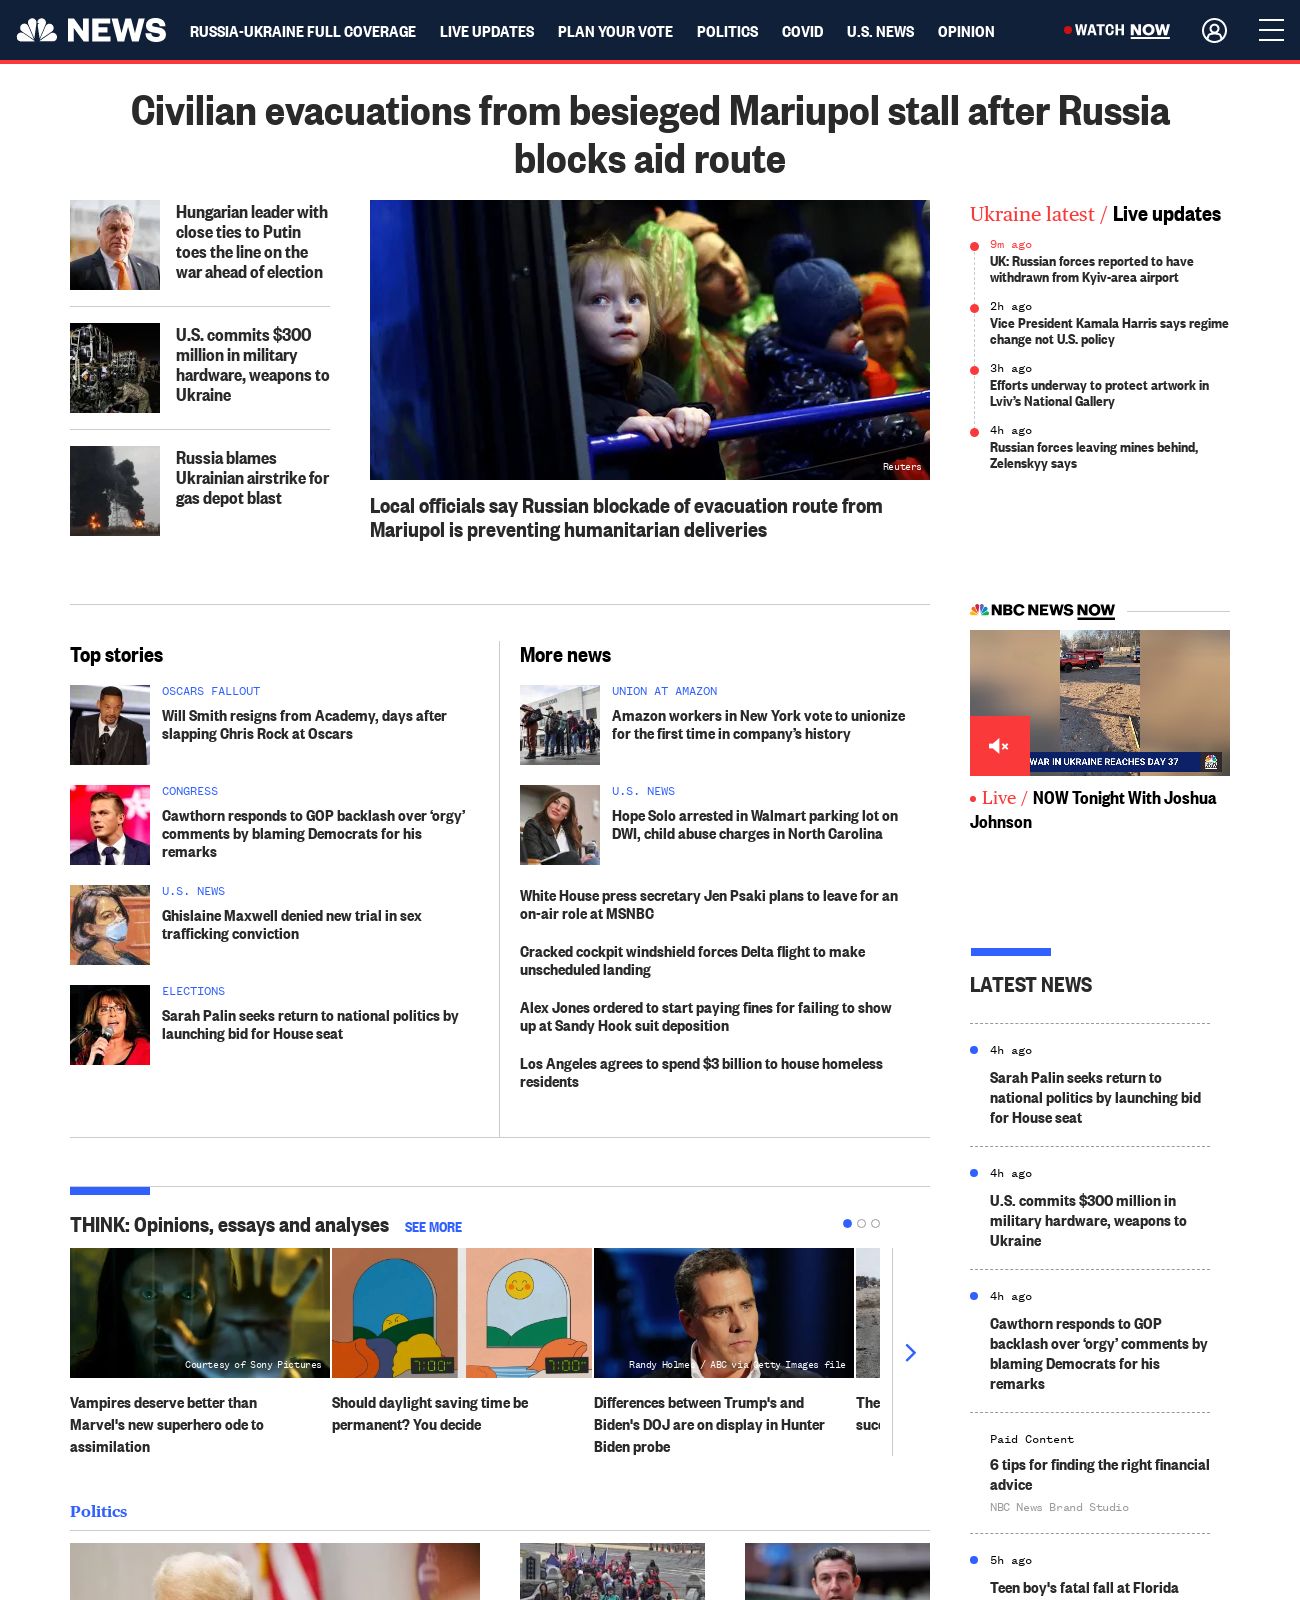 NEWS RUSSIA-UKRAINE FULL COVERAGE LIVE UPDATES PLAN YOUR VOTE POLITICS COVID U.S. NEWS OPINION WATCH NOW
Civilian evacuations from besieged Mariupol stall after Russia
blocks aid route
Hungarian leader with
close ties to Putin
toes the line on the
war ahead of election
U.S. commits $300
million in military
hardware, weapons to
Ukraine
Russia blames
Ukrainian airstrike for
gas depot blast
Reuters
Local officials say Russian blockade of evacuation route from
Mariupol is preventing humanitarian deliveries
Ukraine latest / Live updates
9m ago
UK: Russian forces reported to have
withdrawn from Kyiv-area airport
2h ago
Vice President Kamala Harris says regime
change not U.S. policy
3h ago
Efforts underway to protect artwork in
Lviv’s National Gallery
4h ago
Russian forces leaving mines behind,
Zelenskyy says
NBC NEWS NOW
WAR IN UKRAINE REACHES DAY 37
Live / NOW Tonight With Joshua
Johnson
Top stories
OSCARS FALLOUT
Will Smith resigns from Academy, days after
slapping Chris Rock at Oscars
CONGRESS
Cawthorn responds to GOP backlash over ‘orgy’
comments by blaming Democrats for his
remarks
U.S. NEWS
Ghislaine Maxwell denied new trial in sex
trafficking conviction
ELECTIONS
Sarah Palin seeks return to national politics by
launching bid for House seat
More news
UNION AT AMAZON
Amazon workers in New York vote to unionize
for the first time in company’s history
U.S. NEWS
Hope Solo arrested in Walmart parking lot on
DWI, child abuse charges in North Carolina
White House press secretary Jen Psaki plans to leave for an
on-air role at MSNBC
Cracked cockpit windshield forces Delta flight to make
unscheduled landing
Alex Jones ordered to start paying fines for failing to show
up at Sandy Hook suit deposition
Los Angeles agrees to spend $3 billion to house homeless
residents
LATEST NEWS
4h ago
Sarah Palin seeks return to
national politics by launching bid
for House seat
4h ago
U.S. commits $300 million in
military hardware, weapons to
Ukraine
4h ago
Cawthorn responds to GOP
backlash over ‘orgy’ comments by
blaming Democrats for his
remarks
Paid Content
6 tips for finding the right financial
advice
NBC News Brand Studio
5h ago
Teen boy's fatal fall at Florida
THINK: Opinions, essays and analyses SEE MORE
Courtesy of Sony Pictures
7:00
7:00
Randy Holmes / ABC via Getty Images file
Vampires deserve better than
Marvel's new superhero ode to
assimilation
Should daylight saving time be
permanent? You decide
Differences between Trump's and
Biden's DOJ are on display in Hunter
Biden probe
The
Politics